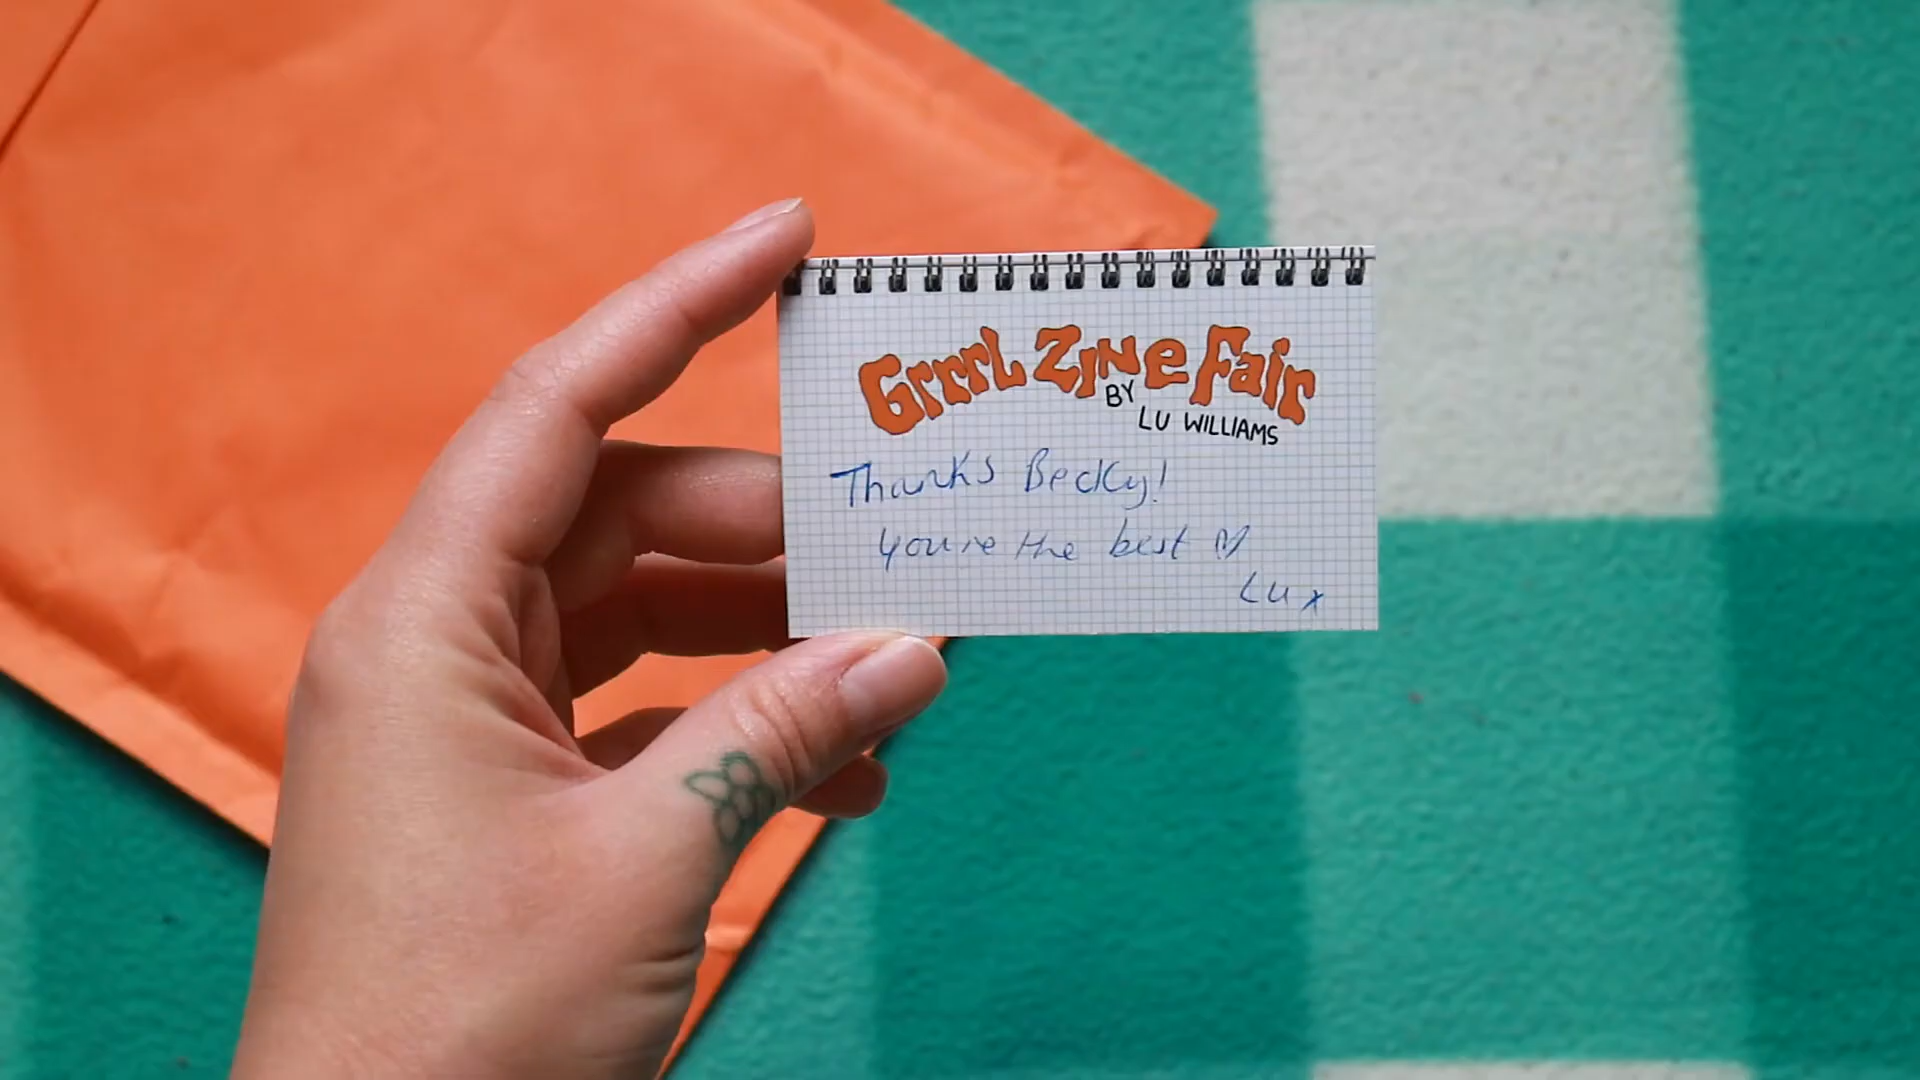 Grrrl Zine Fair
BY
LU WILLIAMS
Thanks Becky!
you're the best ♡
Lu x